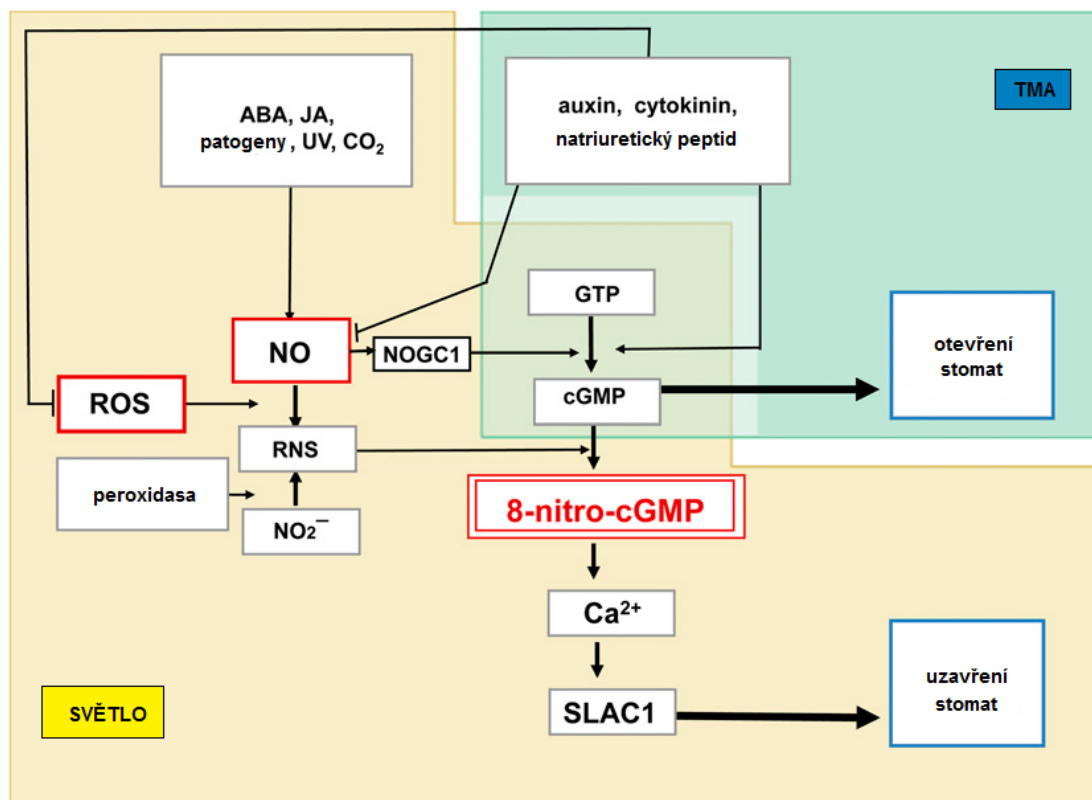 ABA, JA,
patogeny, UV, CO₂
auxin, cytokinin,
natriuretický peptid
TMA
GTP
NO
NOGC1
otevření
stomat
ROS
cGMP
RNS
peroxidasa
NO₂⁻
8-nitro-cGMP
Ca²⁺
uzavření
stomat
SVĚTLO
SLAC1